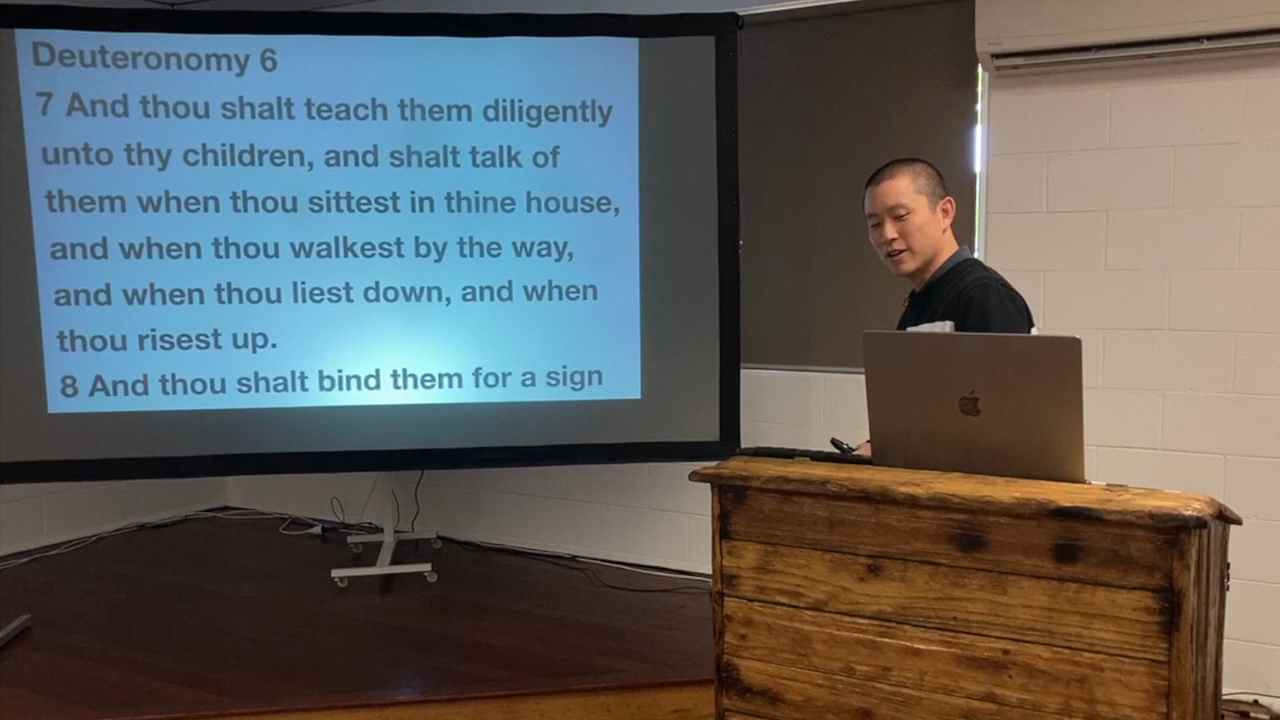 Deuteronomy 6
7 And thou shalt teach them diligently
unto thy children, and shalt talk of
them when thou sittest in thine house,
and when thou walkest by the way,
and when thou liest down, and when
thou risest up.
8 And thou shalt bind them for a sign